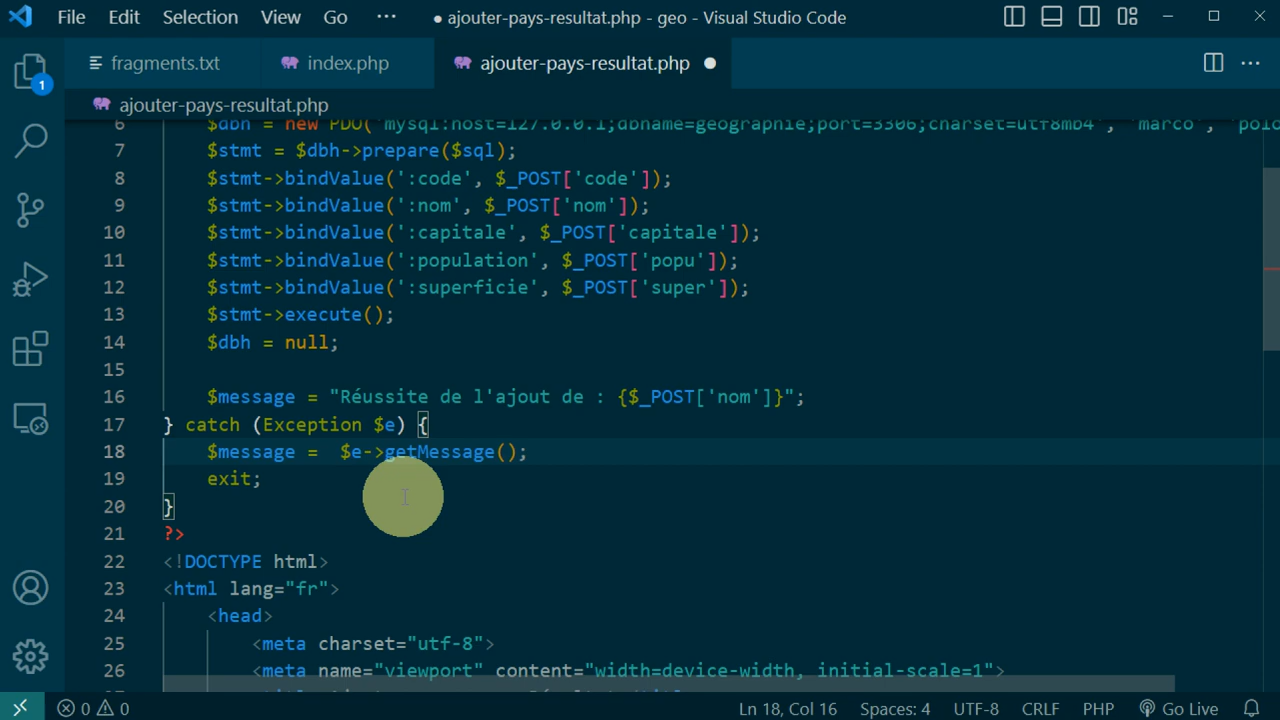 File Edit Selection View Go ··· ● ajouter-pays-resultat.php - geo - Visual Studio Code
fragments.txt index.php ajouter-pays-resultat.php ●
1
ajouter-pays-resultat.php
6 $dbh = new PDO('mysql:host=127.0.0.1;dbname=geographie;port=3306;charset=utf8mb4', 'marco', 'polo
7 $stmt = $dbh->prepare($sql);
8 $stmt->bindValue(':code', $_POST['code']);
9 $stmt->bindValue(':nom', $_POST['nom']);
10 $stmt->bindValue(':capitale', $_POST['capitale']);
11 $stmt->bindValue(':population', $_POST['popu']);
12 $stmt->bindValue(':superficie', $_POST['super']);
13 $stmt->execute();
14 $dbh = null;
15
16 $message = "Réussite de l'ajout de : {$_POST['nom']}";
17 } catch (Exception $e) {
18 $message =  $e->getMessage();
19 exit;
20 }
21 ?>
22 <!DOCTYPE html>
23 <html lang="fr">
24 <head>
25 <meta charset="utf-8">
26 <meta name="viewport" content="width=device-width, initial-scale=1">
0 0 Ln 18, Col 16 Spaces: 4 UTF-8 CRLF PHP Go Live